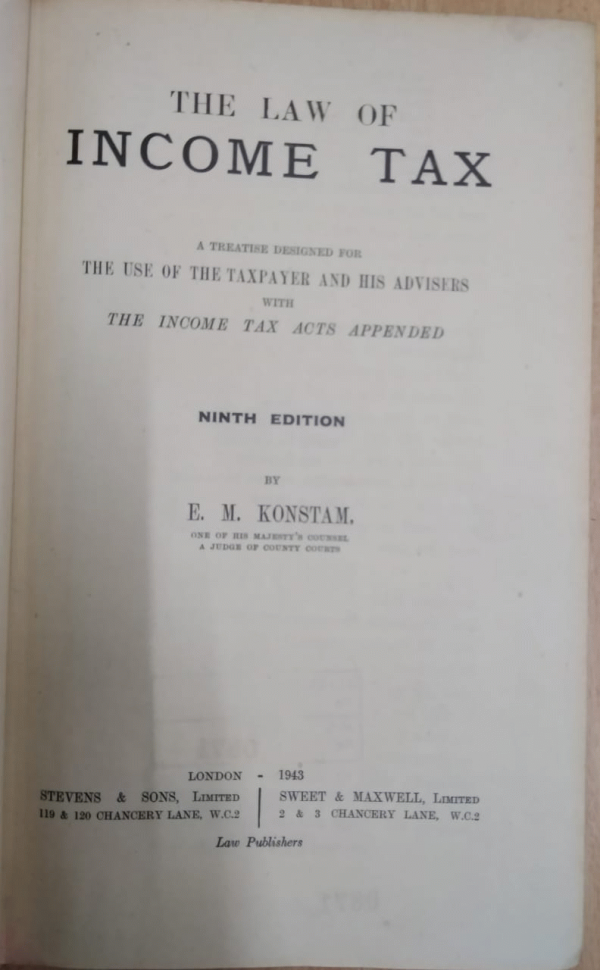 THE LAW OF
INCOME TAX
A TREATISE DESIGNED FOR
THE USE OF THE TAXPAYER AND HIS ADVISERS
WITH
THE INCOME TAX ACTS APPENDED
NINTH EDITION
BY
E. M. KONSTAM,
ONE OF HIS MAJESTY'S COUNSEL
A JUDGE OF COUNTY COURTS
LONDON - 1943
STEVENS & SONS, LIMITED
119 & 120 CHANCERY LANE, W.C.2
SWEET & MAXWELL, LIMITED
2 & 3 CHANCERY LANE, W.C.2
Law Publishers